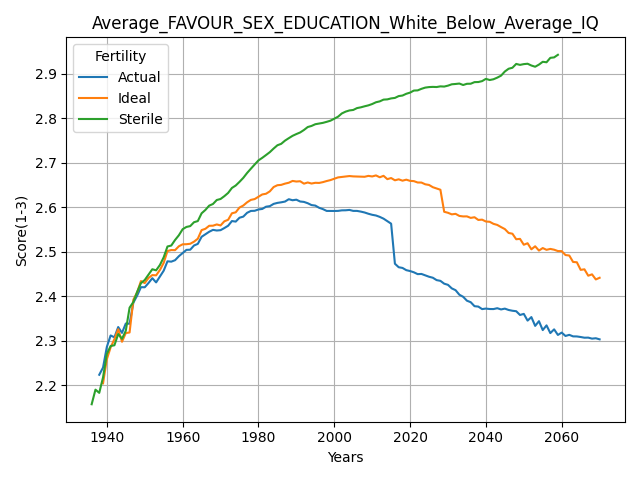 Average_FAVOUR_SEX_EDUCATION_White_Below_Average_IQ
Fertility
Actual
Ideal
Sterile
Score(1-3)
2.9
2.8
2.7
2.6
2.5
2.4
2.3
2.2
1940 1960 1980 2000 2020 2040 2060
Years